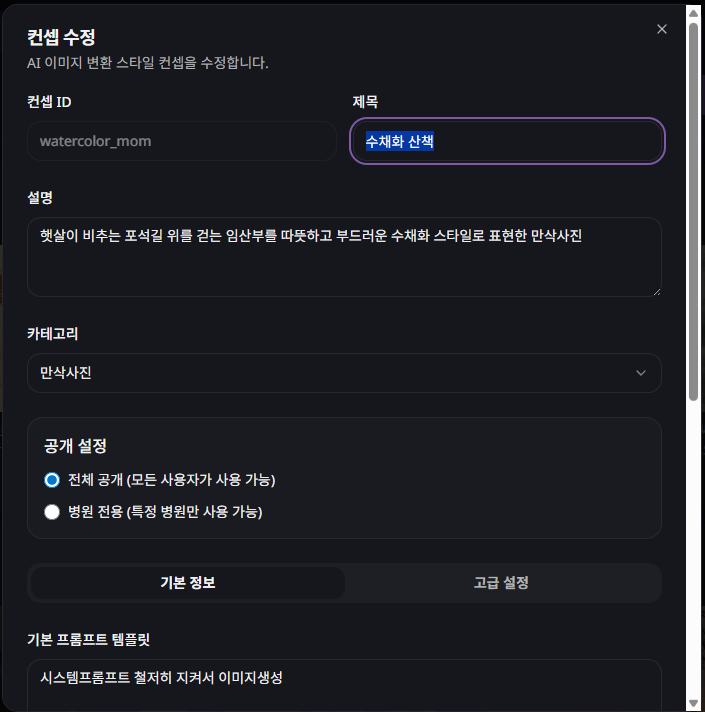 컨셉 수정
AI 이미지 변환 스타일 컨셉을 수정합니다.
컨셉 ID
제목
watercolor_mom
수채화 산책
설명
햇살이 비추는 포석길 위를 걷는 임산부를 따뜻하고 부드러운 수채화 스타일로 표현한 만삭사진
카테고리
만삭사진
공개 설정
전체 공개 (모든 사용자가 사용 가능)
병원 전용 (특정 병원만 사용 가능)
기본 정보
고급 설정
기본 프롬프트 템플릿
시스템프롬프트 철저히 지켜서 이미지생성